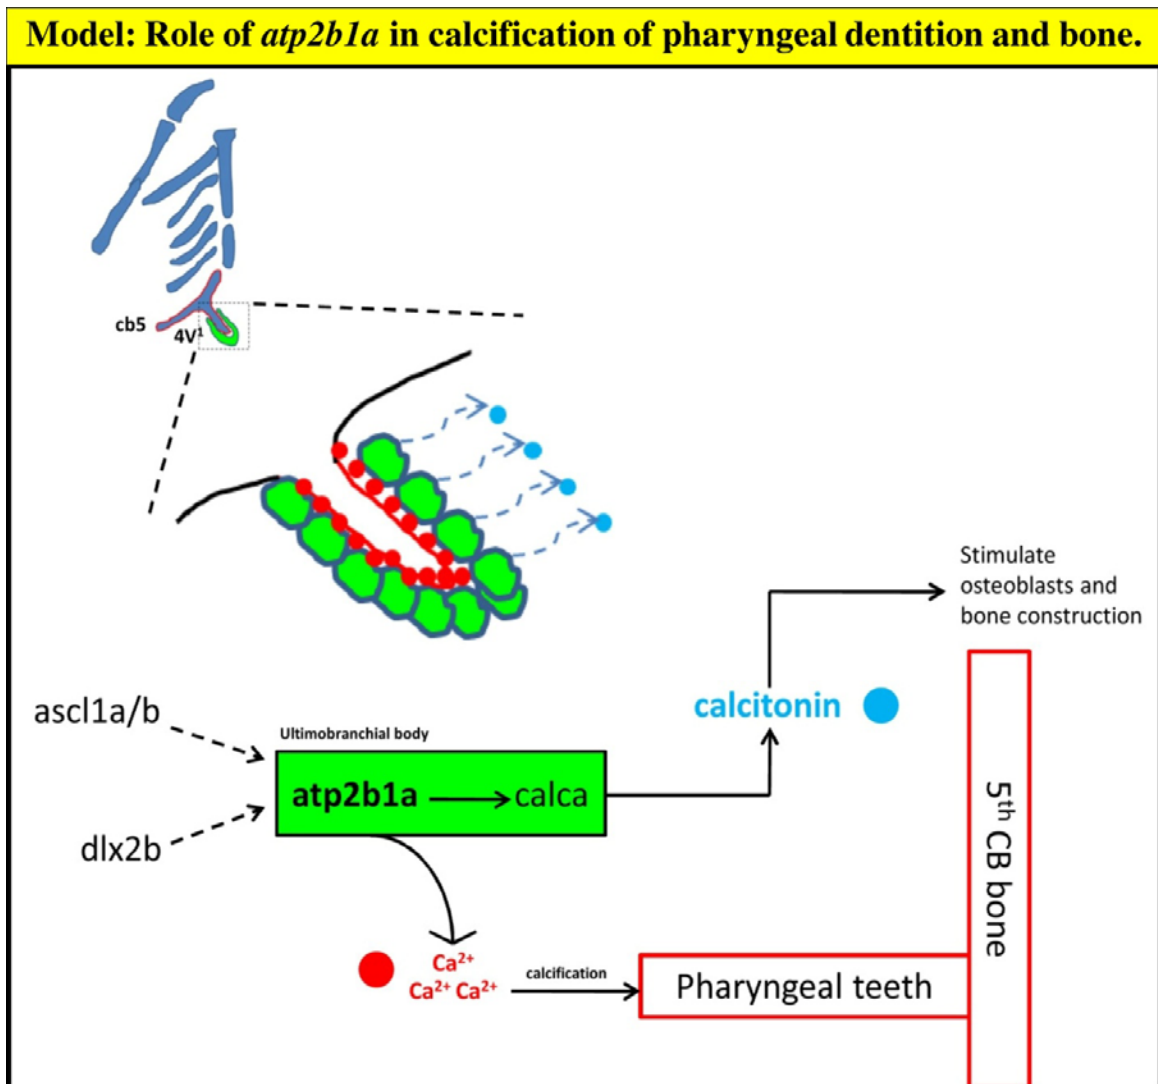 Model: Role of atp2b1a in calcification of pharyngeal dentition and bone.
cb5
4V¹
Stimulate
osteoblasts and
bone construction
ascl1a/b
Ultimobranchial body
calcitonin
atp2b1a
calca
dlx2b
5th CB bone
Ca²⁺
Ca²⁺ Ca²⁺
calcification
Pharyngeal teeth